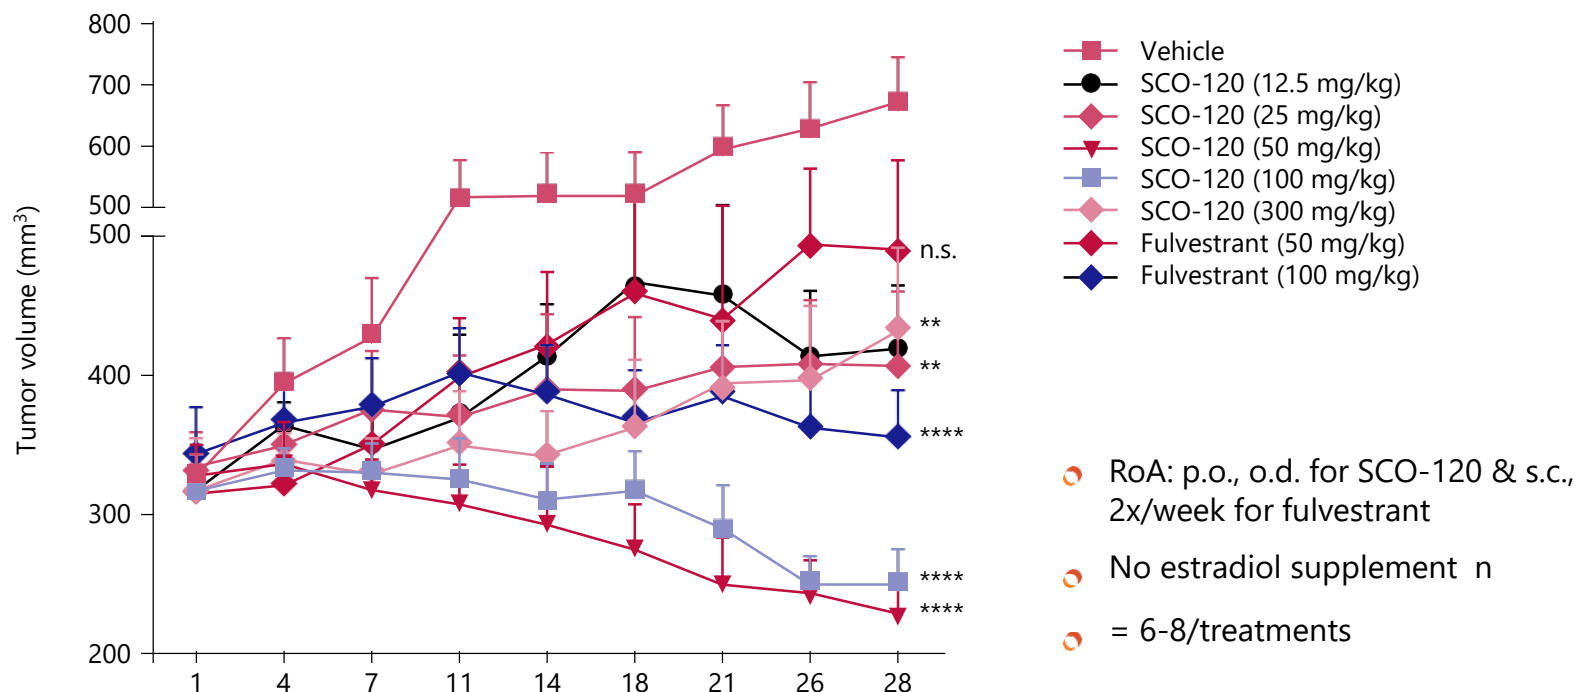 800
700
600
500
500
400
300
200
Tumor volume (mm³)
1 4 7 11 14 18 21 26 28
n.s.
**
**
****
****
****
Vehicle
SCO-120 (12.5 mg/kg)
SCO-120 (25 mg/kg)
SCO-120 (50 mg/kg)
SCO-120 (100 mg/kg)
SCO-120 (300 mg/kg)
Fulvestrant (50 mg/kg)
Fulvestrant (100 mg/kg)
RoA: p.o., o.d. for SCO-120 & s.c.,
2x/week for fulvestrant
No estradiol supplement n
= 6-8/treatments